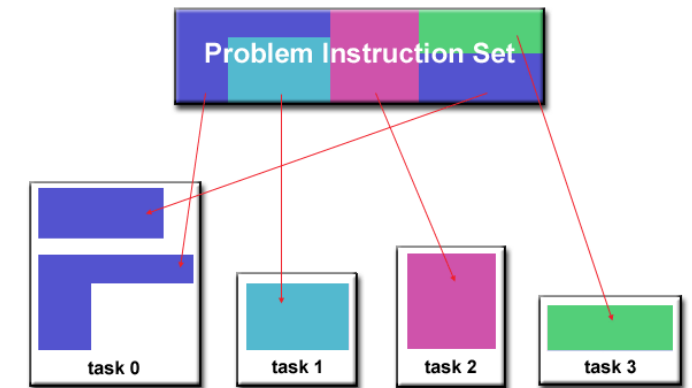 Problem Instruction Set
task 0
task 1
task 2
task 3